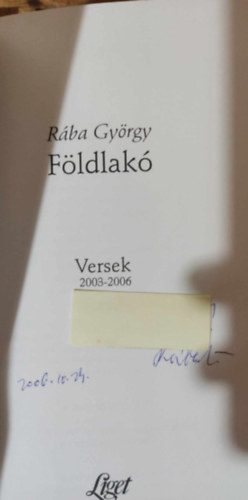 Rába György
Földlakó
Versek
2003-2006
2006. 10. 24.
Liget